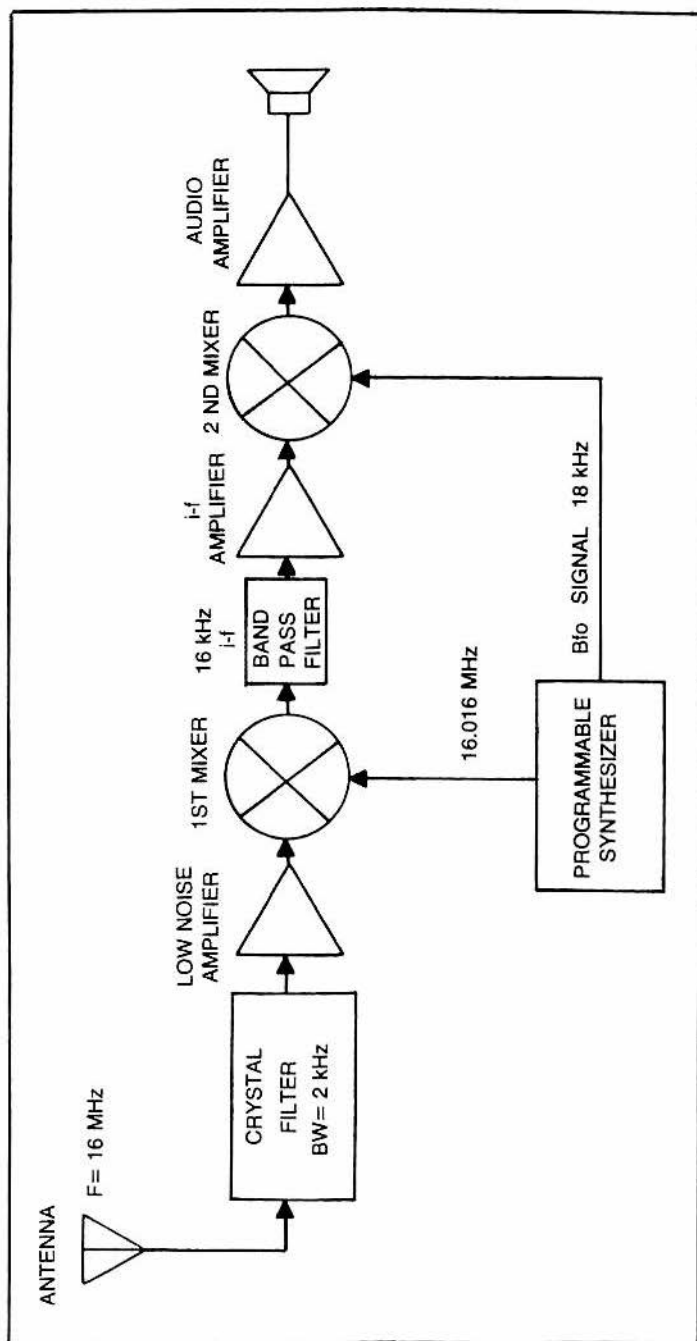 ANTENNA
F= 16 MHz
CRYSTAL
FILTER
BW= 2 kHz
LOW NOISE
AMPLIFIER
1ST MIXER
16 kHz
i-f
BAND
PASS
FILTER
i-f
AMPLIFIER
2 ND MIXER
AUDIO
AMPLIFIER
16.016 MHz
Bfo SIGNAL 18 kHz
PROGRAMMABLE
SYNTHESIZER